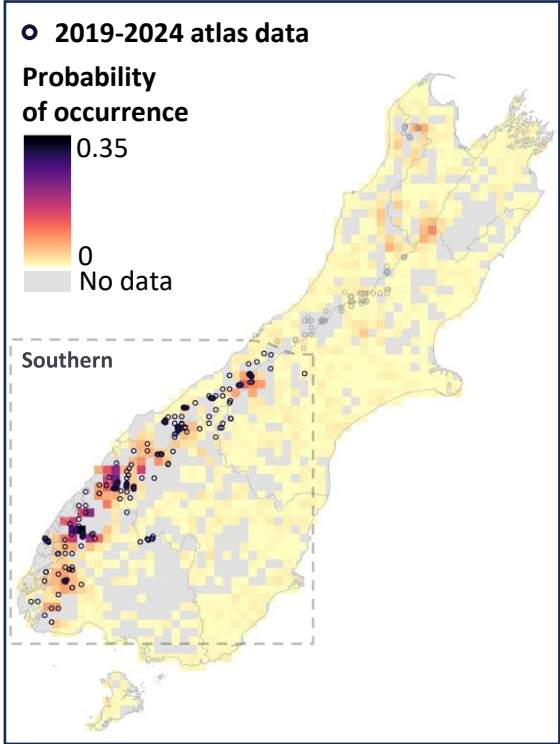 2019-2024 atlas data
Probability
of occurrence
0.35
0
No data
Southern